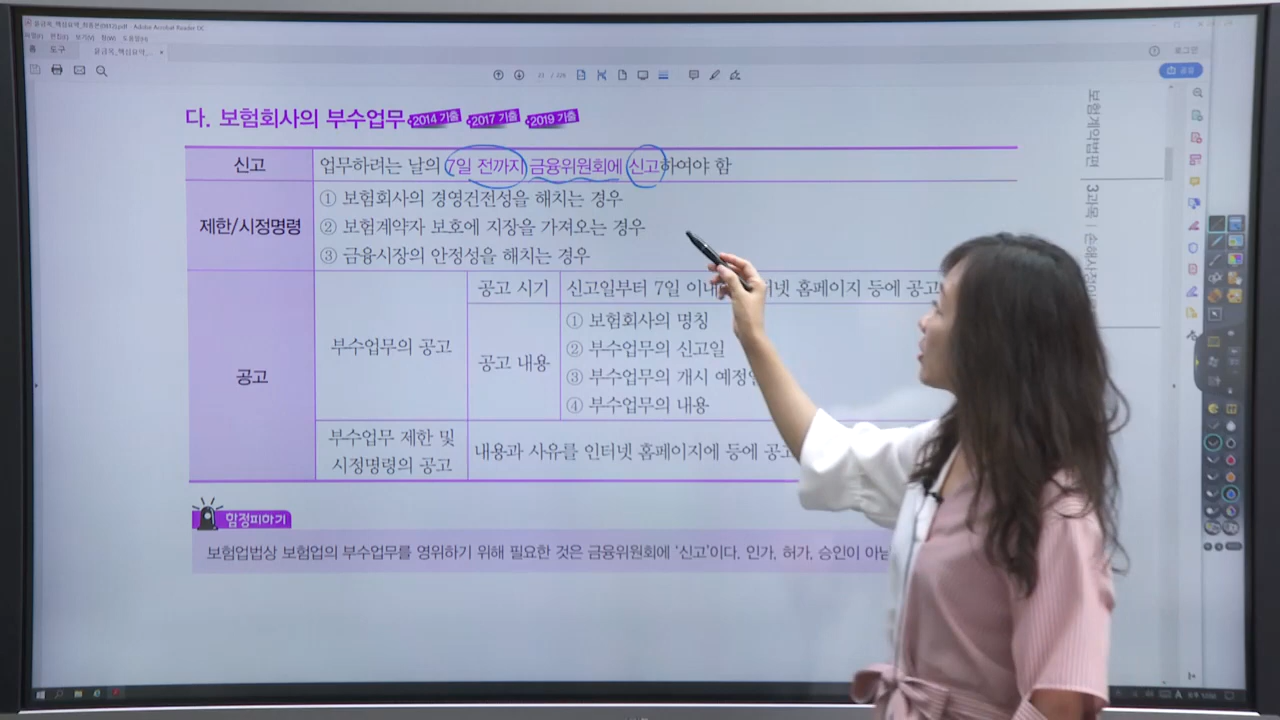 다. 보험회사의 부수업무 2014 기출 2017 기출 2019 기출
신고 업무하려는 날의 7일 전까지 금융위원회에 신고하여야 함
제한/시정명령
① 보험회사의 경영건전성을 해치는 경우
② 보험계약자 보호에 지장을 가져오는 경우
③ 금융시장의 안정성을 해치는 경우
공고
부수업무의 공고
공고 시기 신고일부터 7일 이내 홈페이지 등에 공고
공고 내용
① 보험회사의 명칭
② 부수업무의 신고일
③ 부수업무의 개시
④ 부수업무의 내용
부수업무 제한 및
시정명령의 공고
내용과 사유를 인터넷 홈페이지에 등에
함정피하기
보험업법상 보험업의 부수업무를 영위하기 위해 필요한 것은 금융위원회에 '신고'이다. 인가, 허가, 승인이
보험계약법편
3과목
로그인
공유
도구